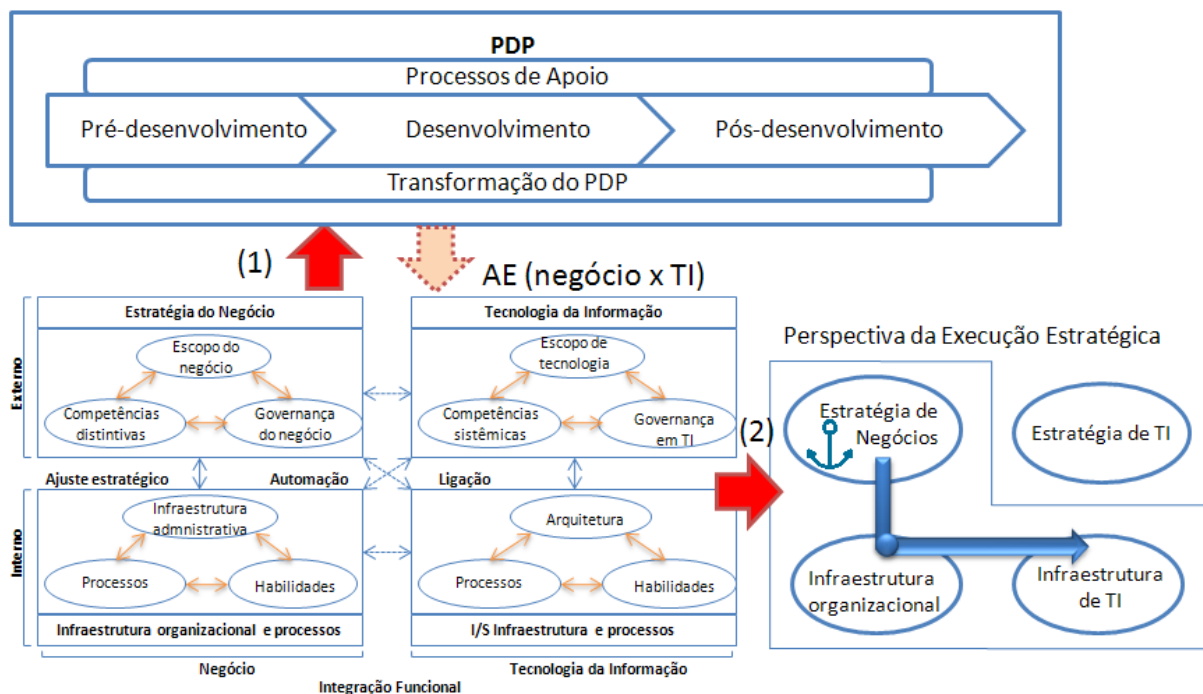 PDP
Processos de Apoio
Pré-desenvolvimento
Desenvolvimento
Pós-desenvolvimento
Transformação do PDP
(1)
AE (negócio x TI)
Estratégia do Negócio
Escopo do
negócio
Competências
distintivas
Governança
do negócio
Externo
Tecnologia da Informação
Escopo de
tecnologia
Competências
sistêmicas
Governança
em TI
Ajuste estratégico
Automação
Ligação
Interno
Infraestrutura
admnistrativa
Processos
Habilidades
Infraestrutura organizacional e processos
Arquitetura
Processos
Habilidades
I/S Infraestrutura e processos
Negócio
Tecnologia da Informação
Integração Funcional
(2)
Perspectiva da Execução Estratégica
Estratégia de
Negócios
Estratégia de TI
Infraestrutura
organizacional
Infraestrutura
de TI